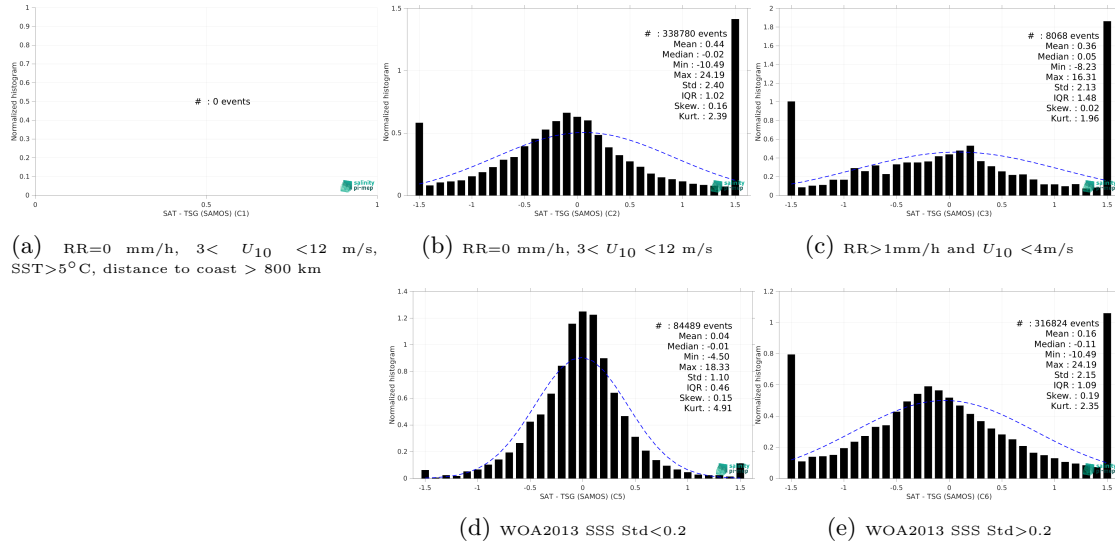 1
0.9
0.8
0.7
0.6
0.5
0.4
0.3
0.2
0.1
0
Normalized histogram
# : 0 events
salinity
pi-mep
0
0.5
1
SAT - TSG (SAMOS) (C1)
(a) RR=0 mm/h, 3< U10 <12 m/s,
SST>5°C, distance to coast > 800 km
1.5
1
0.5
0
Normalized histogram
# : 338780 events
Mean : 0.44
Median : -0.02
Min : -10.49
Max : 24.19
Std : 2.40
IQR : 1.02
Skew. : 0.16
Kurt. : 2.39
-1.5
-1
-0.5
0
0.5
1
1.5
SAT - TSG (SAMOS) (C2)
(b) RR=0 mm/h, 3< U10 <12 m/s
2
1.8
1.6
1.4
1.2
1
0.8
0.6
0.4
0.2
0
Normalized histogram
# : 8068 events
Mean : 0.36
Median : 0.05
Min : -8.23
Max : 16.31
Std : 2.13
IQR : 1.48
Skew. : 0.02
Kurt. : 1.96
-1.5
-1
-0.5
0
0.5
1
1.5
SAT - TSG (SAMOS) (C3)
(c) RR>1mm/h and U10 <4m/s
1.4
1.2
1
0.8
0.6
0.4
0.2
0
Normalized histogram
# : 84489 events
Mean : 0.04
Median : -0.01
Min : -4.50
Max : 18.33
Std : 1.10
IQR : 0.46
Skew. : 0.15
Kurt. : 4.91
-1.5
-1
-0.5
0
0.5
1
1.5
SAT - TSG (SAMOS) (C5)
(d) WOA2013 SSS Std<0.2
1.2
1
0.8
0.6
0.4
0.2
0
Normalized histogram
# : 316824 events
Mean : 0.16
Median : -0.11
Min : -10.49
Max : 24.19
Std : 2.15
IQR : 1.09
Skew. : 0.19
Kurt. : 2.35
-1.5
-1
-0.5
0
0.5
1
1.5
SAT - TSG (SAMOS) (C6)
(e) WOA2013 SSS Std>0.2